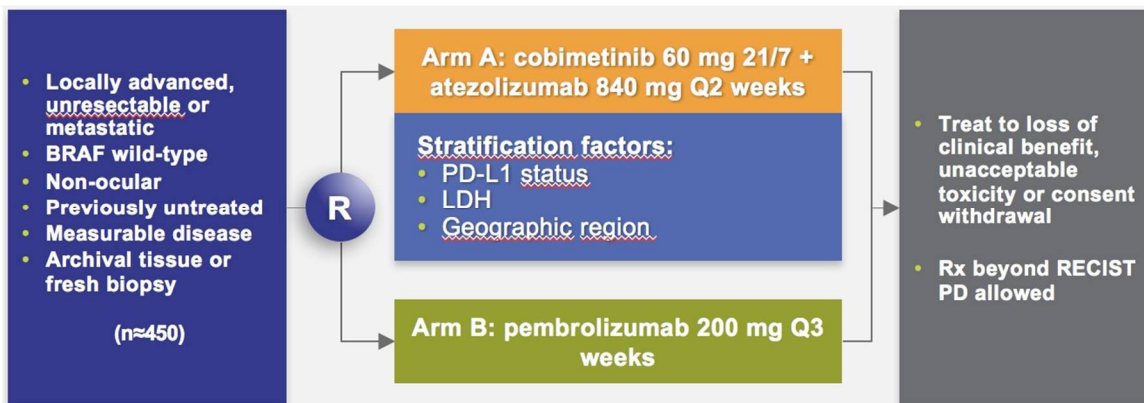 • Locally advanced,
unresectable or
metastatic
• BRAF wild-type
• Non-ocular
• Previously untreated
• Measurable disease
• Archival tissue or
fresh biopsy
(n≈450)
R
Arm A: cobimetinib 60 mg 21/7 +
atezolizumab 840 mg Q2 weeks
Stratification factors:
• PD-L1 status
• LDH
• Geographic region
Arm B: pembrolizumab 200 mg Q3
weeks
• Treat to loss of
clinical benefit,
unacceptable
toxicity or consent
withdrawal
• Rx beyond RECIST
PD allowed